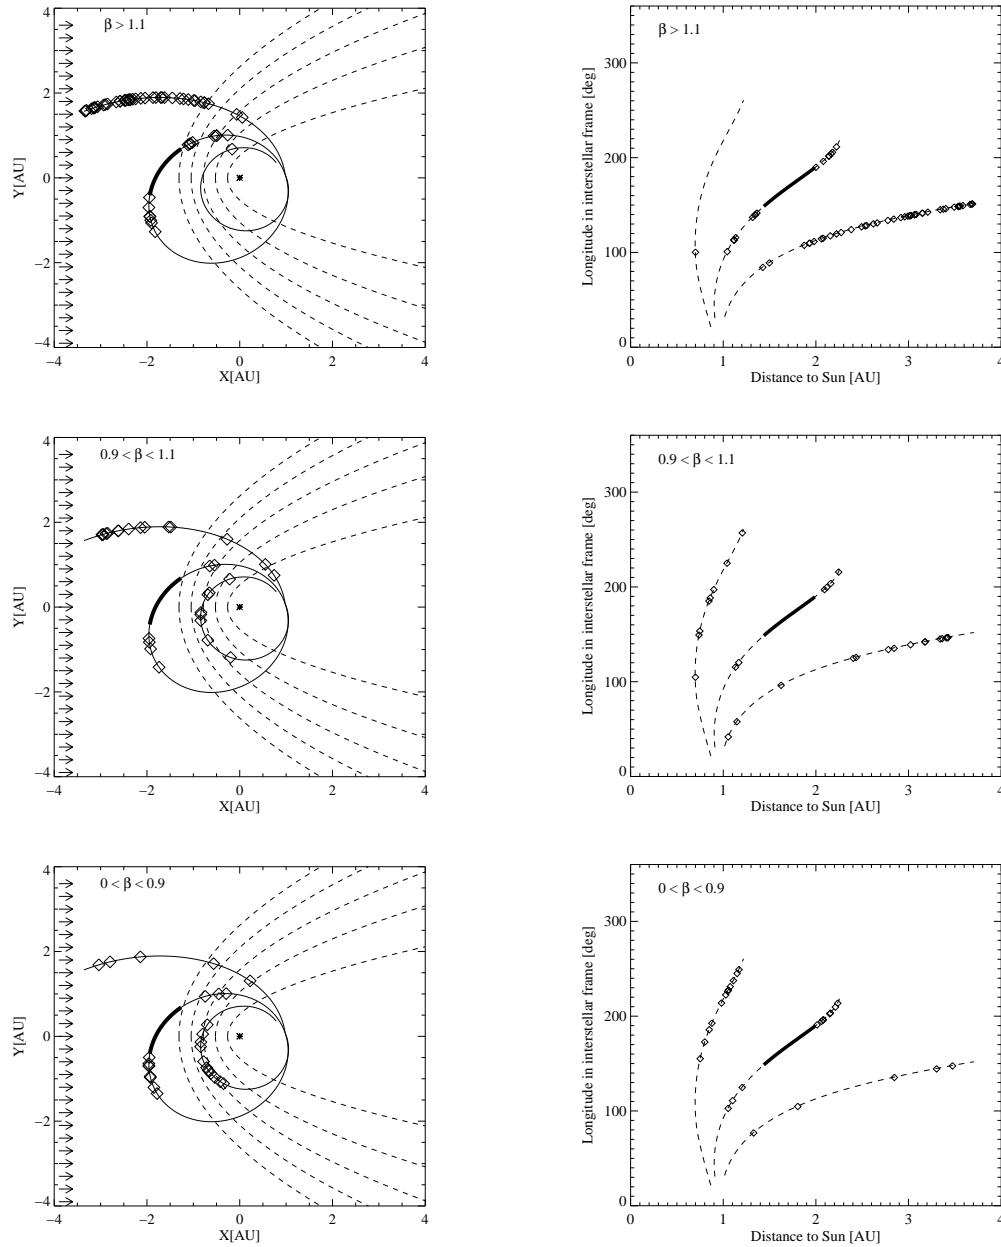 β > 1.1
4
2
0
−2
−4
Y[AU]
−4 −2 0 2 4
X[AU]
β > 1.1
300
200
100
0
Longitude in interstellar frame [deg]
0 1 2 3 4
Distance to Sun [AU]
0.9 < β < 1.1
4
2
0
−2
−4
Y[AU]
−4 −2 0 2 4
X[AU]
0.9 < β < 1.1
300
200
100
0
Longitude in interstellar frame [deg]
0 1 2 3 4
Distance to Sun [AU]
0 < β < 0.9
4
2
0
−2
−4
Y[AU]
−4 −2 0 2 4
X[AU]
0 < β < 0.9
300
200
100
0
Longitude in interstellar frame [deg]
0 1 2 3 4
Distance to Sun [AU]